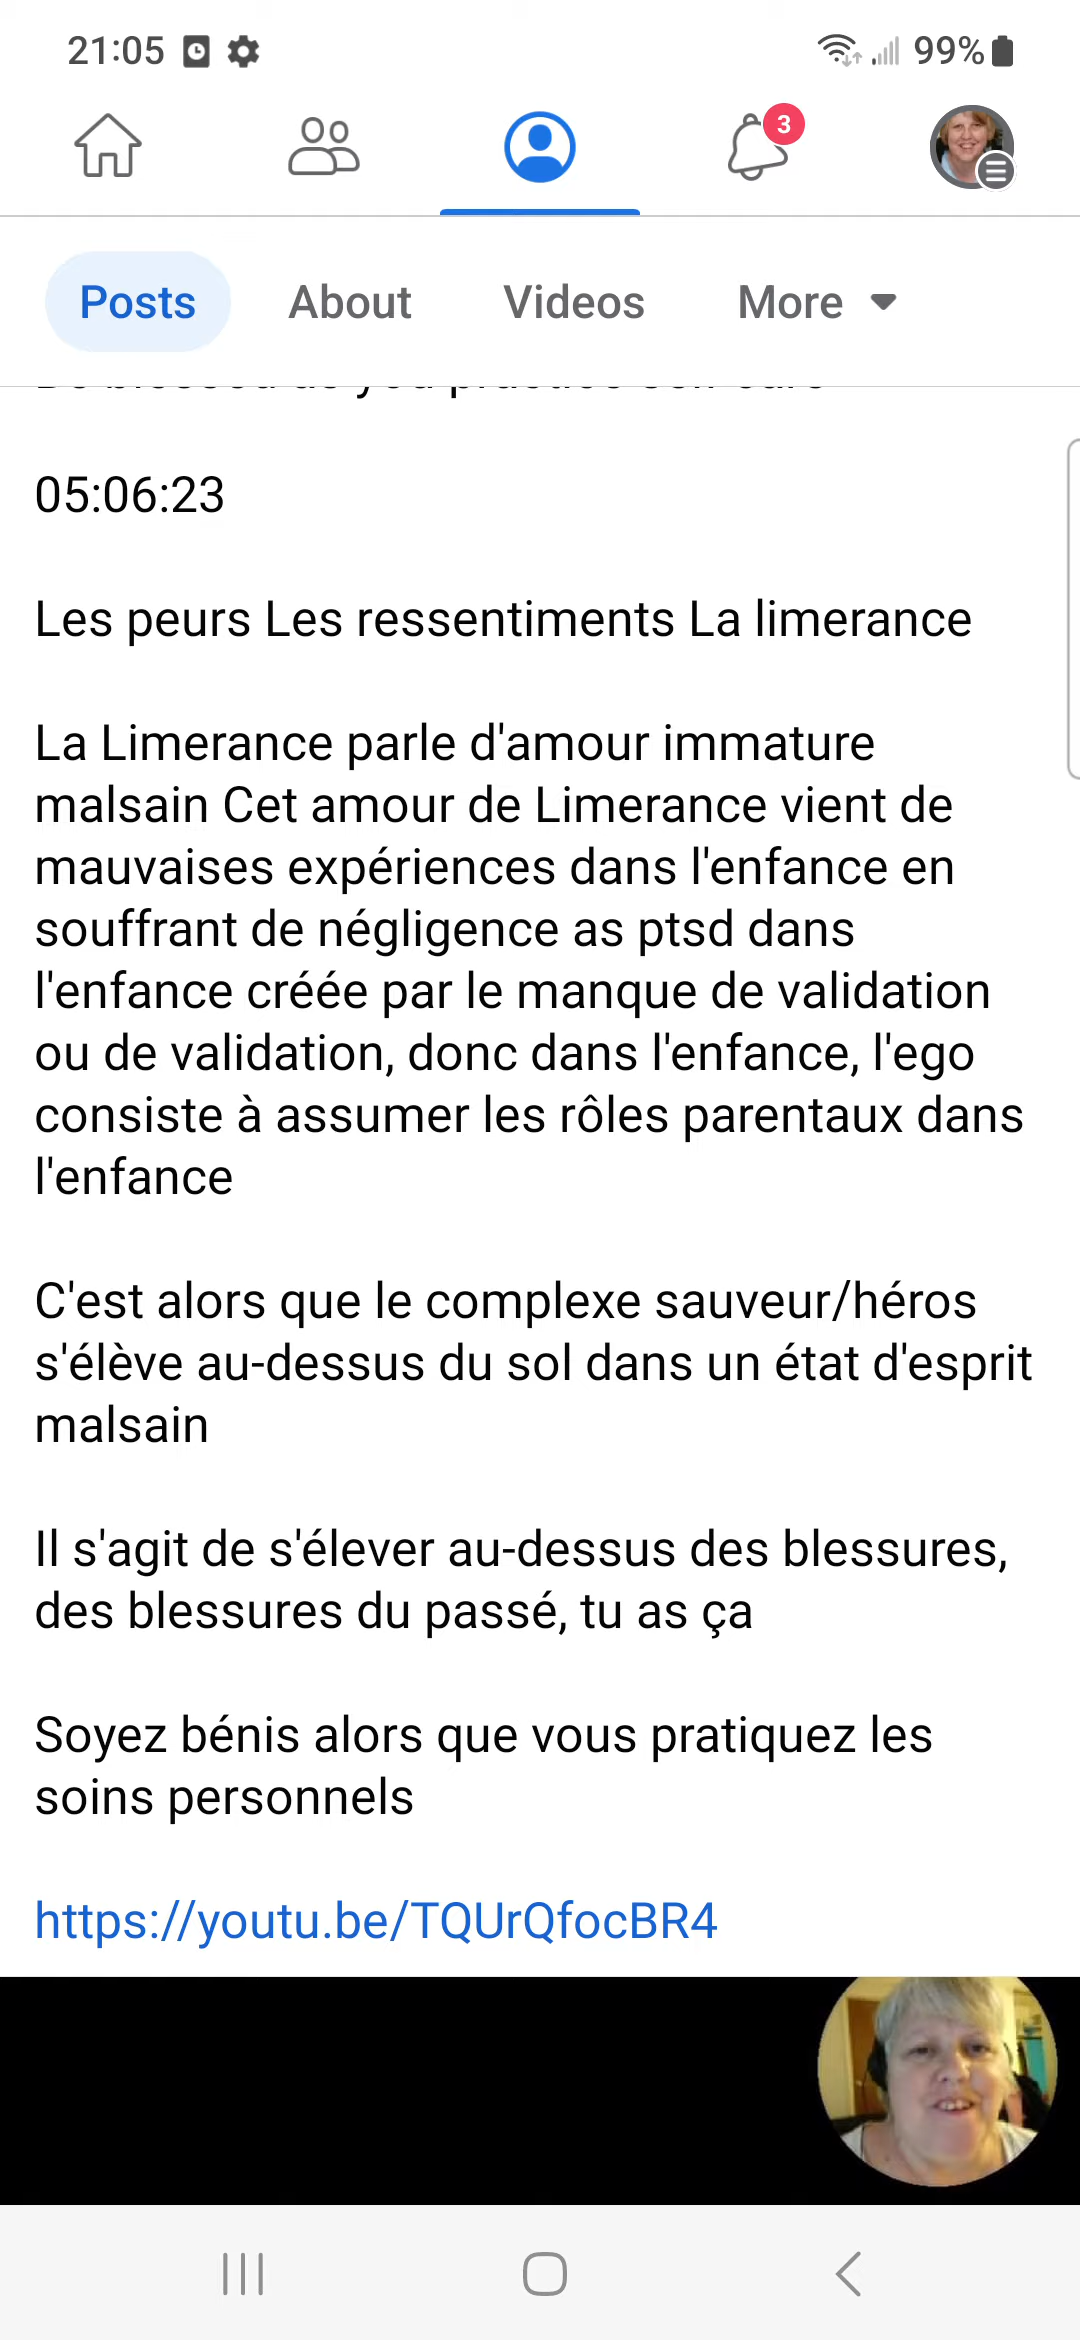 21:05
99%
3
Posts About Videos More
05:06:23
Les peurs Les ressentiments La limerance
La Limerance parle d'amour immature
malsain Cet amour de Limerance vient de
mauvaises expériences dans l'enfance en
souffrant de négligence as ptsd dans
l'enfance créée par le manque de validation
ou de validation, donc dans l'enfance, l'ego
consiste à assumer les rôles parentaux dans
l'enfance
C'est alors que le complexe sauveur/héros
s'élève au-dessus du sol dans un état d'esprit
malsain
Il s'agit de s'élever au-dessus des blessures,
des blessures du passé, tu as ça
Soyez bénis alors que vous pratiquez les
soins personnels
https://youtu.be/TQUrQfocBR4